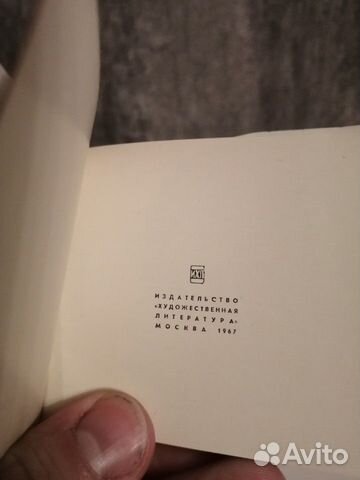 ИЗДАТЕЛЬСТВО
«ХУДОЖЕСТВЕННАЯ
ЛИТЕРАТУРА»
МОСКВА 1967
Avito